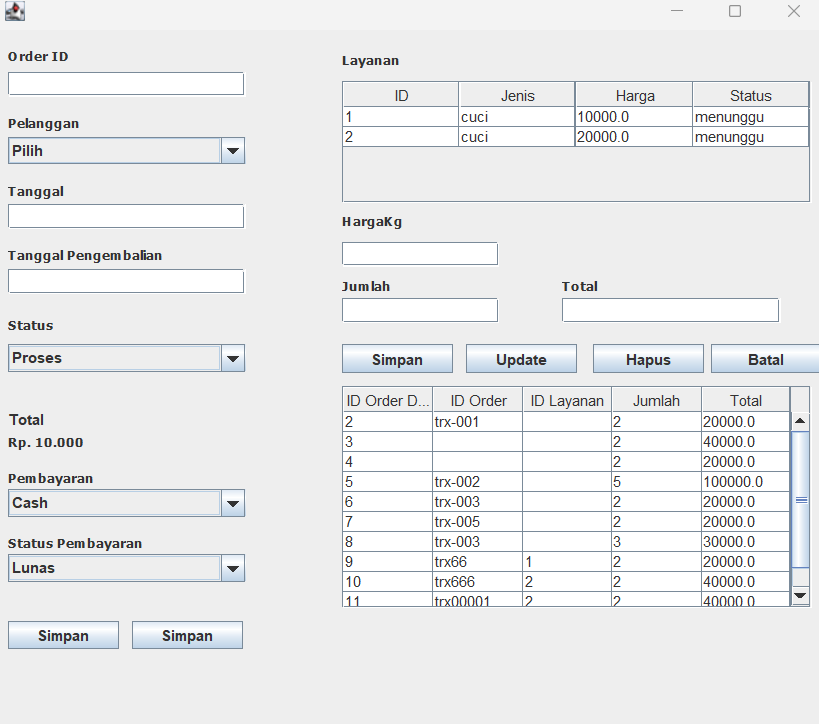 Order ID
Pelanggan
Pilih
Tanggal
Tanggal Pengembalian
Status
Proses
Total
Rp. 10.000
Pembayaran
Cash
Status Pembayaran
Lunas
Simpan Simpan
Layanan
ID Jenis Harga Status
1 cuci 10000.0 menunggu
2 cuci 20000.0 menunggu
HargaKg
Jumlah Total
Simpan Update Hapus Batal
ID Order D... ID Order ID Layanan Jumlah Total
2 trx-001 2 20000.0
3 2 40000.0
4 2 20000.0
5 trx-002 5 100000.0
6 trx-003 2 20000.0
7 trx-005 2 20000.0
8 trx-003 3 30000.0
9 trx66 1 2 20000.0
10 trx666 2 2 40000.0
11 trx00001 2 2 40000.0